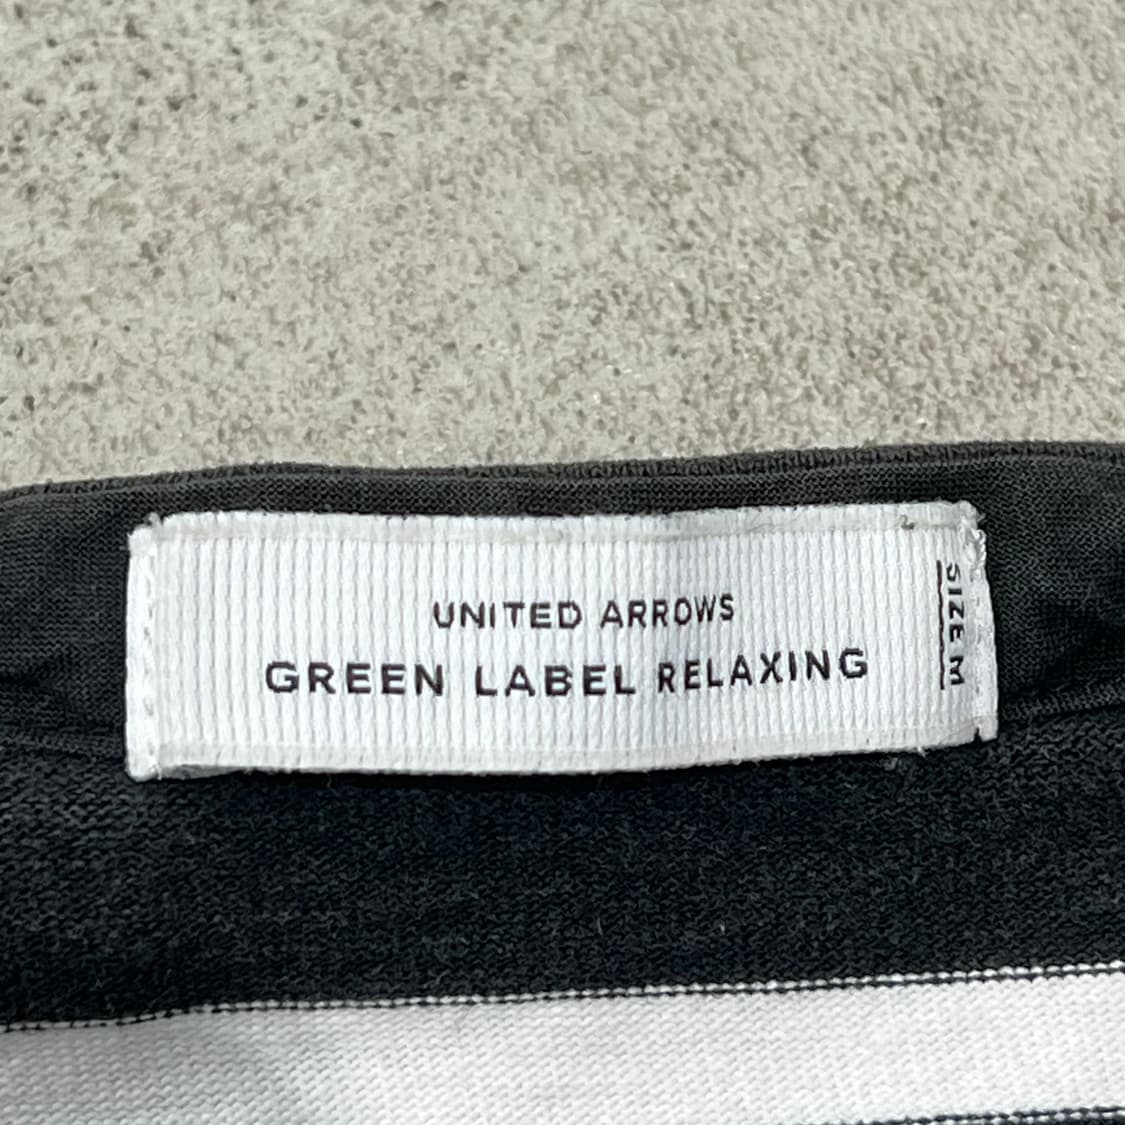 UNITED ARROWS
GREEN LABEL RELAXING
SIZE M